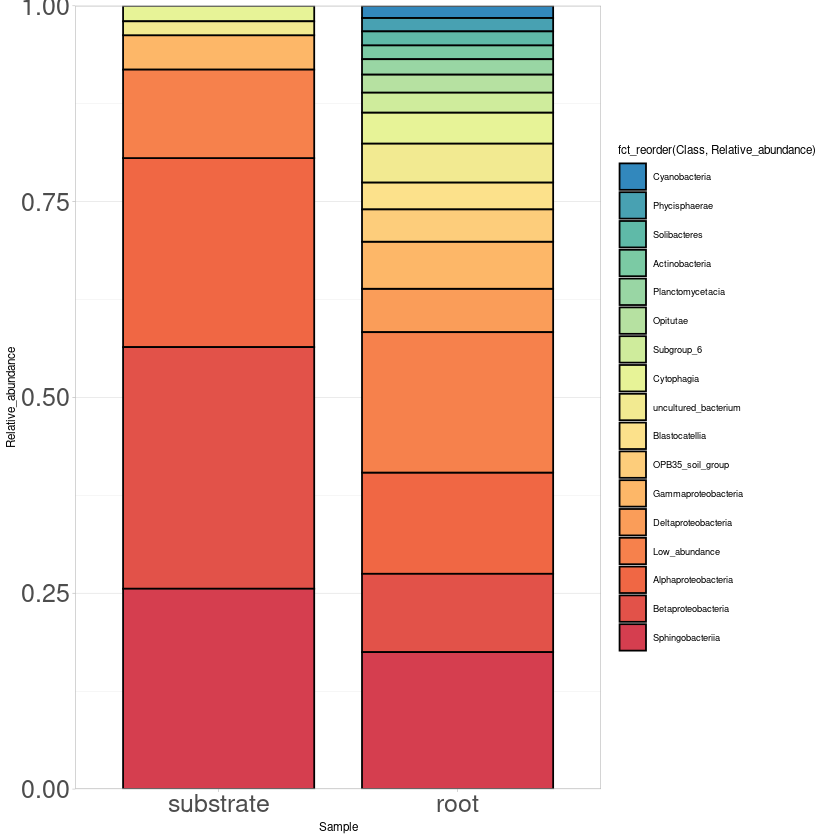 1.00
0.75
0.50
0.25
0.00
Relative_abundance
substrate
root
Sample
fct_reorder(Class, Relative_abundance)
Cyanobacteria
Phycisphaerae
Solibacteres
Actinobacteria
Planctomycetacia
Opitutae
Subgroup_6
Cytophagia
uncultured_bacterium
Blastocatellia
OPB35_soil_group
Gammaproteobacteria
Deltaproteobacteria
Low_abundance
Alphaproteobacteria
Betaproteobacteria
Sphingobacteriia